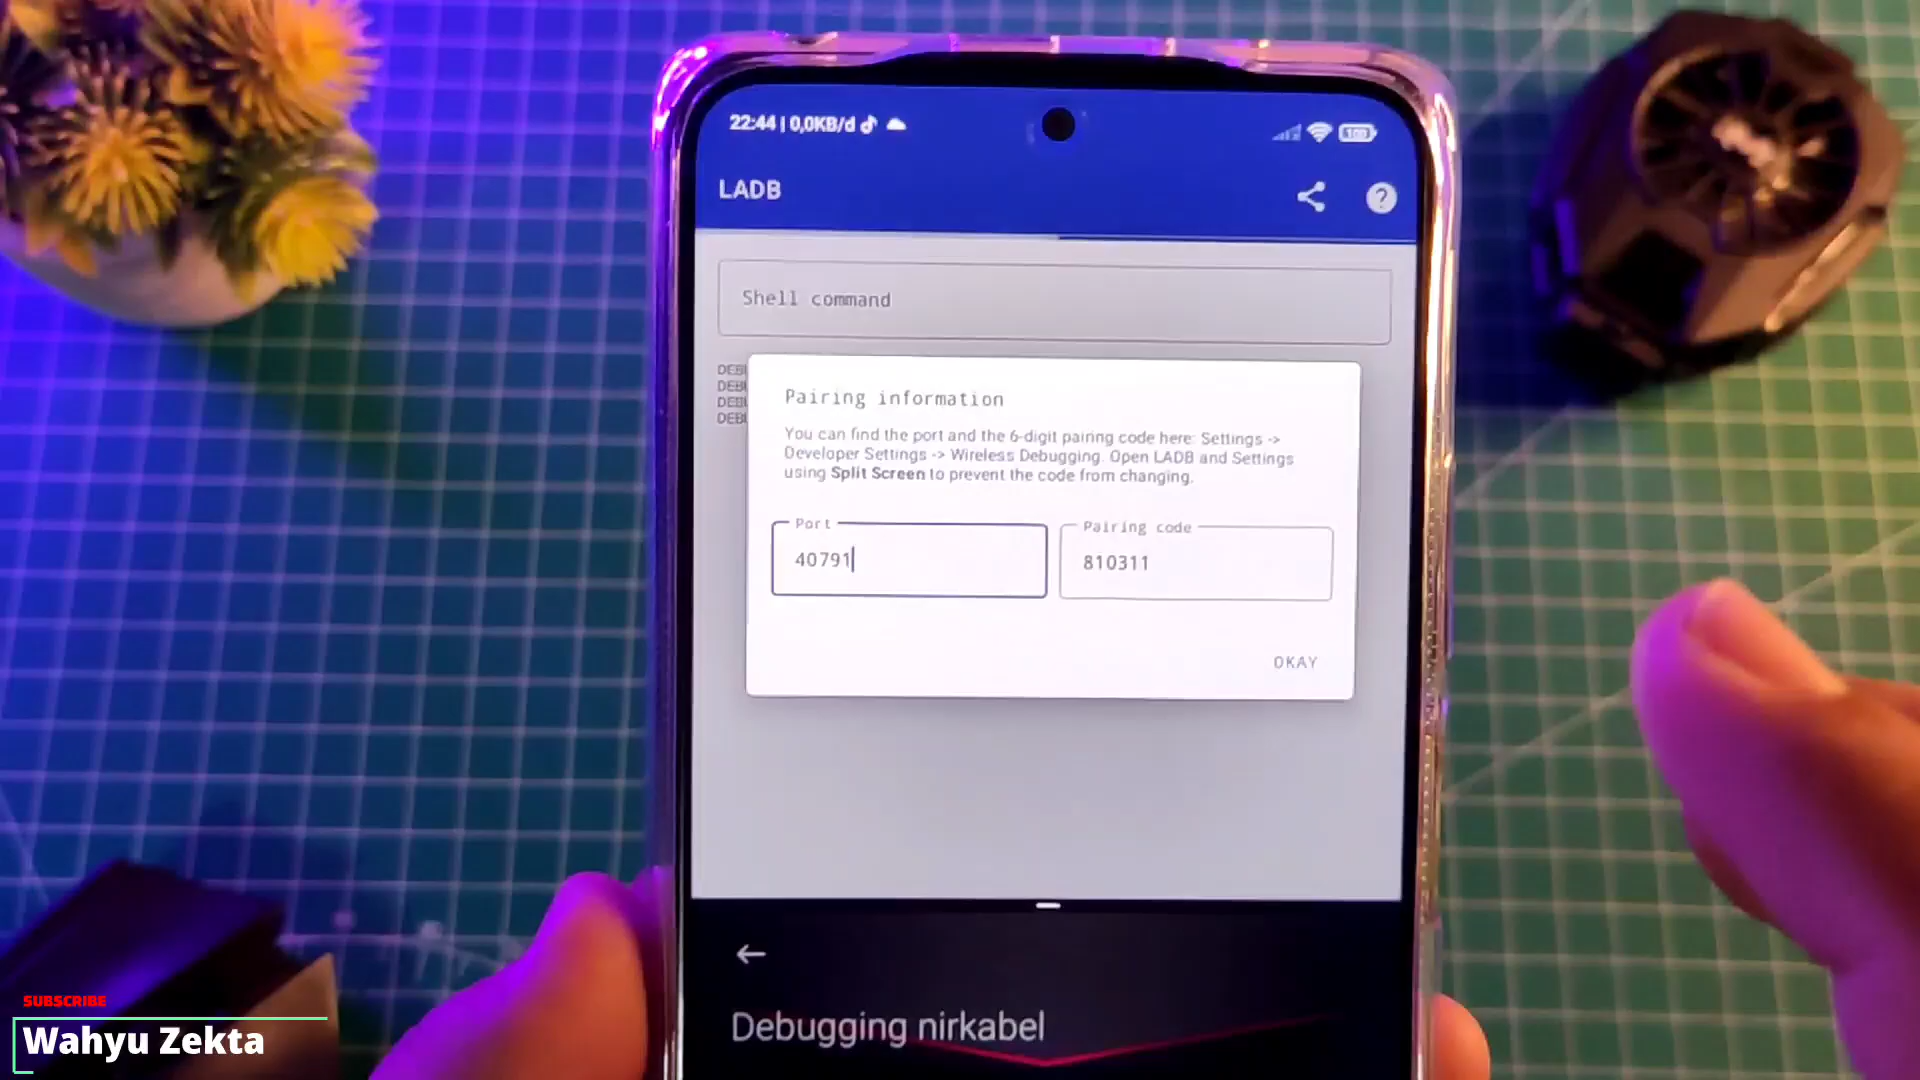 22:44 | 0,0KB/d
100
LADB
Shell command
Pairing information
You can find the port and the 6-digit pairing code here: Settings ->
Developer Settings -> Wireless Debugging. Open LADB and Settings
using Split Screen to prevent the code from changing.
Port
Pairing code
40791
810311
OKAY
Debugging nirkabel
SUBSCRIBE
Wahyu Zekta